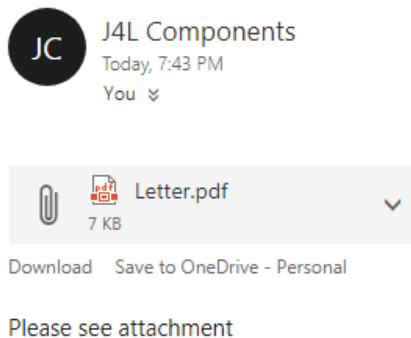 JC
J4L Components
Today, 7:43 PM
You
pdf
Letter.pdf
7 KB
Download Save to OneDrive - Personal
Please see attachment